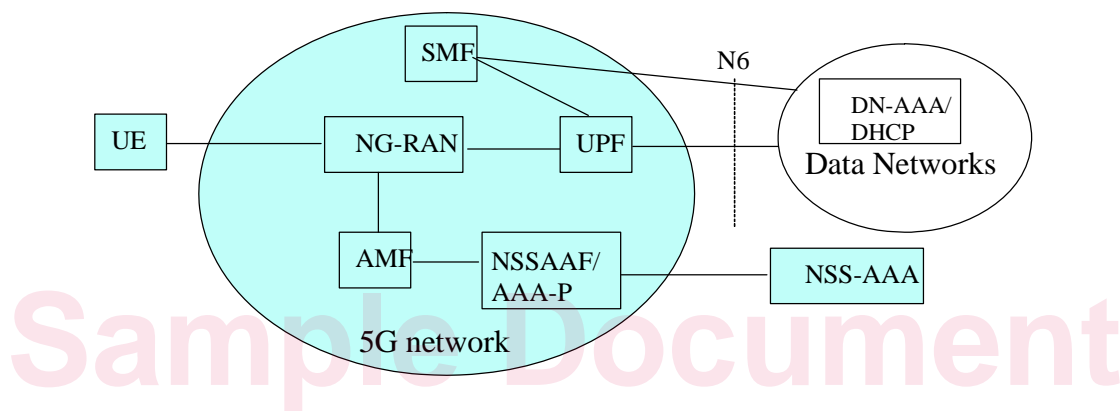 SMF
N6
DN-AAA/
DHCP
UE
NG-RAN
UPF
Data Networks
AMF
NSSAAF/
AAA-P
NSS-AAA
5G network
Sample Document